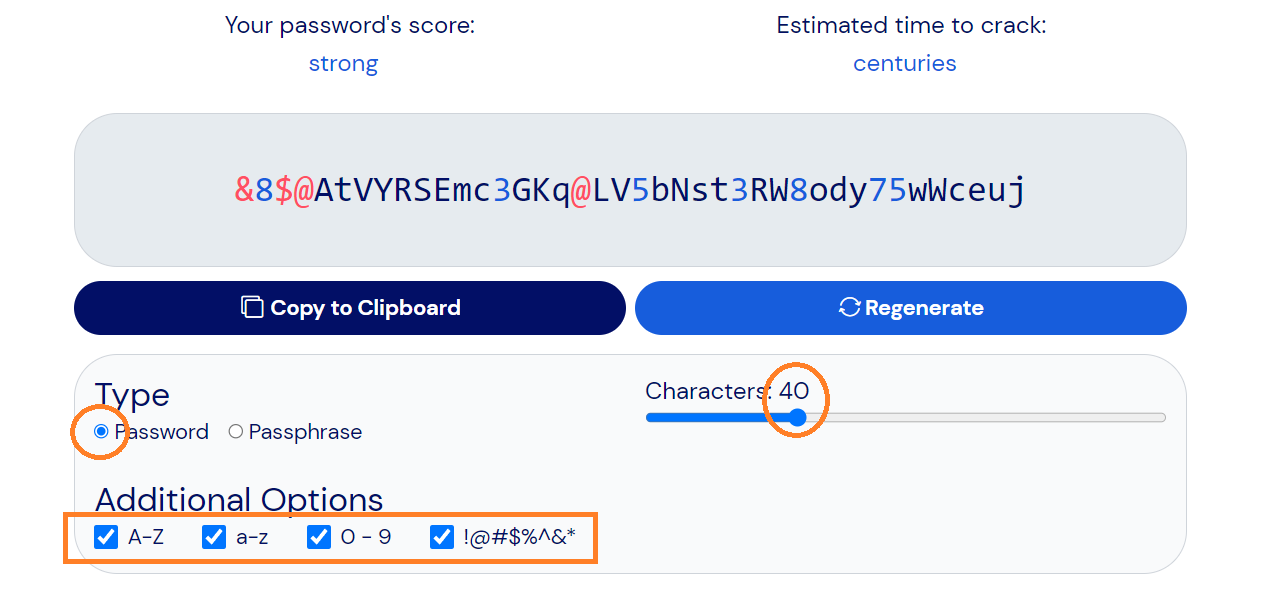 Your password's score:
strong
Estimated time to crack:
centuries
&8$@AtVYRSEmc3GKq@LV5bNst3RW8ody75wWceuj
Copy to Clipboard
Regenerate
Type
Password
Passphrase
Characters: 40
Additional Options
A-Z
a-z
0 - 9
!@#$%^&*